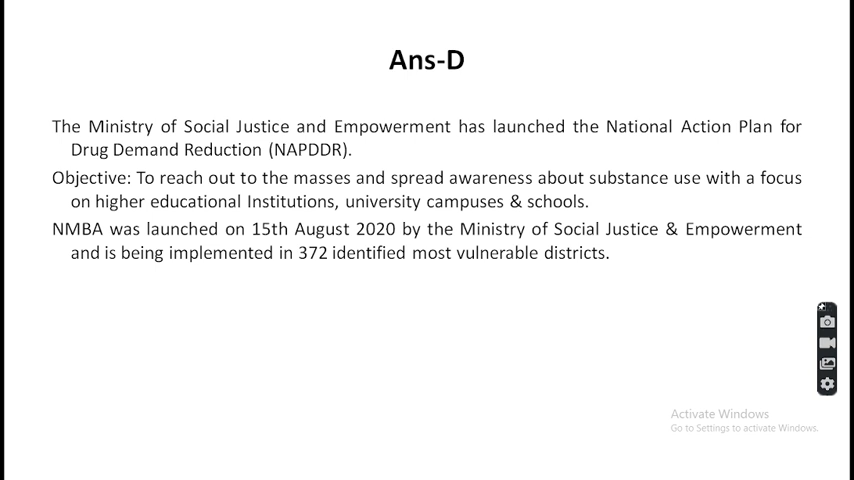 Ans-D
The Ministry of Social Justice and Empowerment has launched the National Action Plan for
Drug Demand Reduction (NAPDDR).
Objective: To reach out to the masses and spread awareness about substance use with a focus
on higher educational Institutions, university campuses & schools.
NMBA was launched on 15th August 2020 by the Ministry of Social Justice & Empowerment
and is being implemented in 372 identified most vulnerable districts.
Activate Windows
Go to Settings to activate Windows.